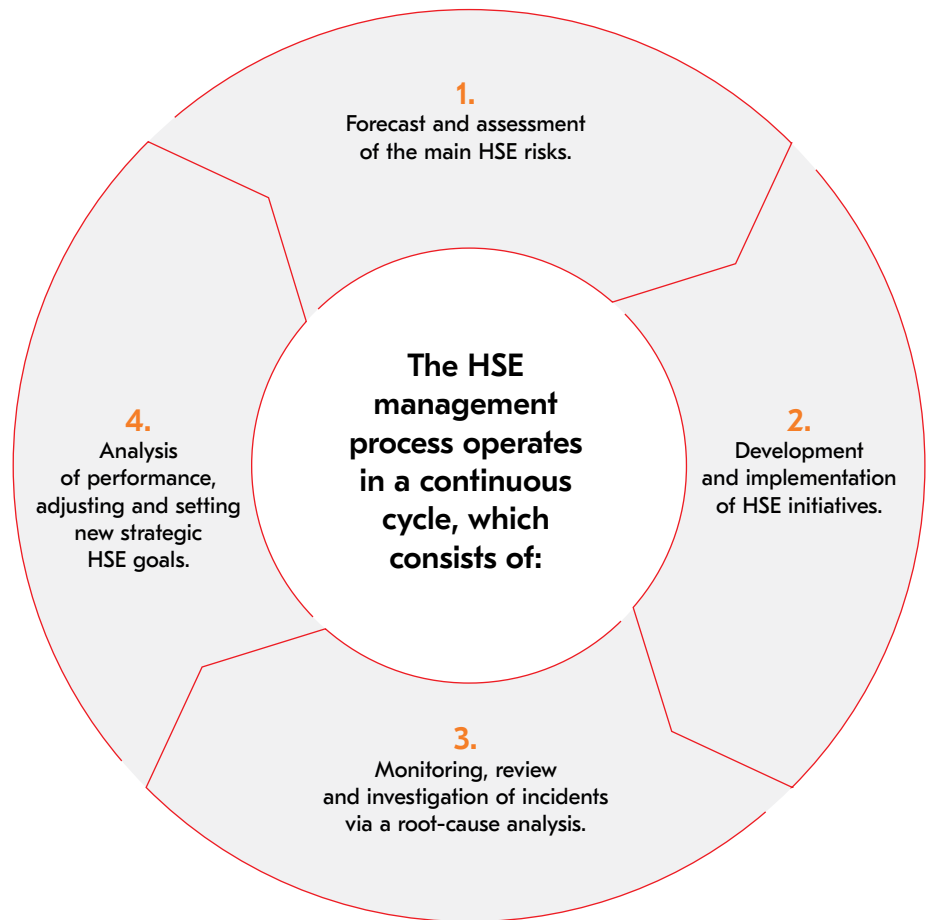 1.
Forecast and assessment
of the main HSE risks.
The HSE
management
process operates
in a continuous
cycle, which
consists of:
2.
Development
and implementation
of HSE initiatives.
3.
Monitoring, review
and investigation of incidents
via a root-cause analysis.
4.
Analysis
of performance,
adjusting and setting
new strategic
HSE goals.